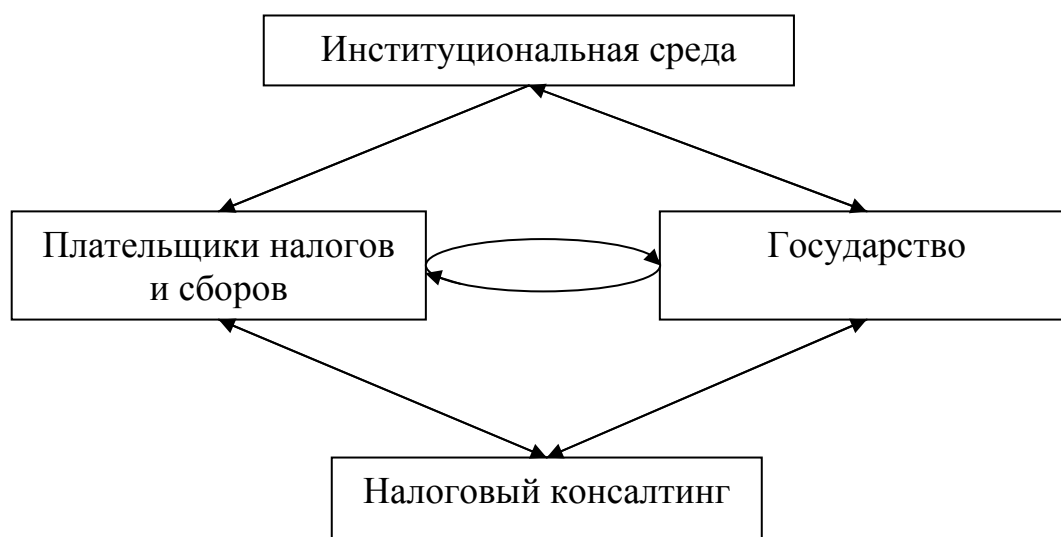 Институциональная среда
Плательщики налогов
и сборов
Государство
Налоговый консалтинг